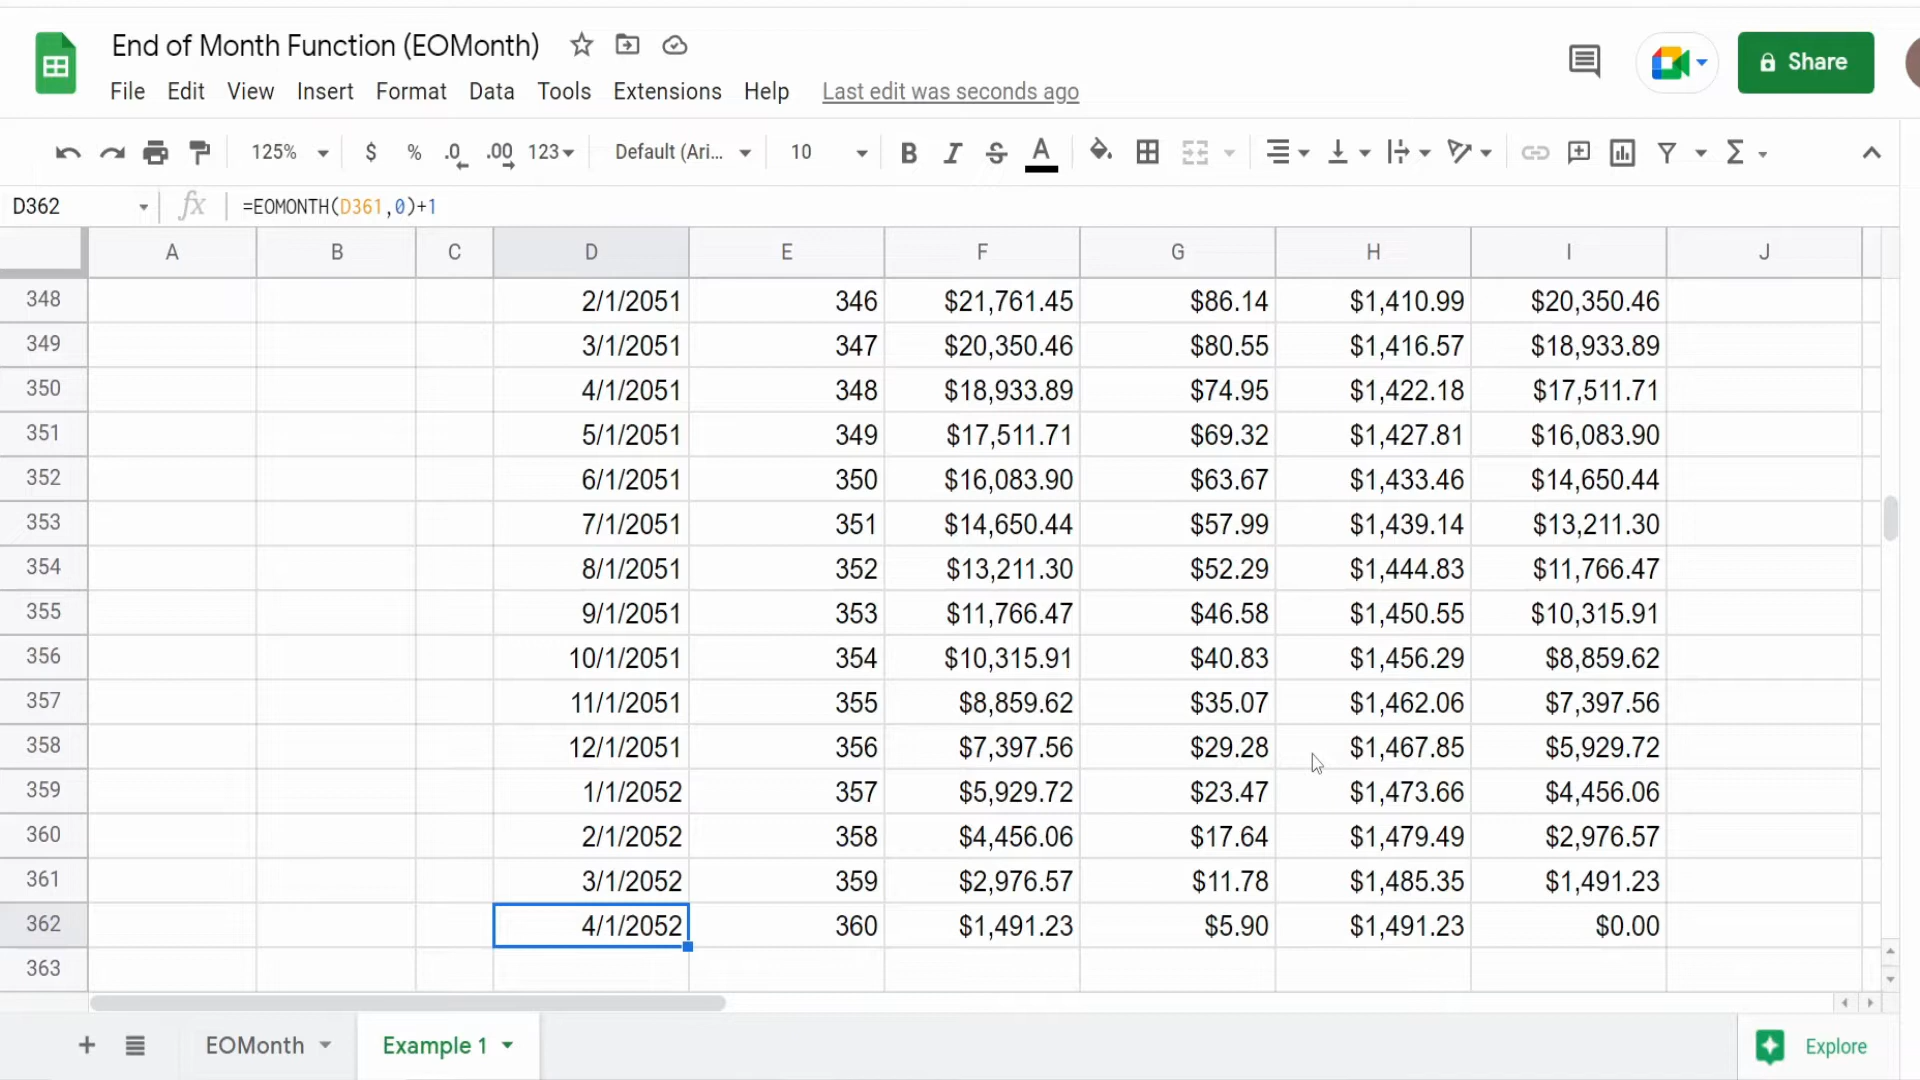 End of Month Function (EOMonth)
Share
File Edit View Insert Format Data Tools Extensions Help Last edit was seconds ago
125% $ % .0 .00 123 Default (Ari... 10 B I S A Σ
D362 fx =EOMONTH(D361,0)+1
A B C D E F G H I J
348 2/1/2051 346 $21,761.45 $86.14 $1,410.99 $20,350.46
349 3/1/2051 347 $20,350.46 $80.55 $1,416.57 $18,933.89
350 4/1/2051 348 $18,933.89 $74.95 $1,422.18 $17,511.71
351 5/1/2051 349 $17,511.71 $69.32 $1,427.81 $16,083.90
352 6/1/2051 350 $16,083.90 $63.67 $1,433.46 $14,650.44
353 7/1/2051 351 $14,650.44 $57.99 $1,439.14 $13,211.30
354 8/1/2051 352 $13,211.30 $52.29 $1,444.83 $11,766.47
355 9/1/2051 353 $11,766.47 $46.58 $1,450.55 $10,315.91
356 10/1/2051 354 $10,315.91 $40.83 $1,456.29 $8,859.62
357 11/1/2051 355 $8,859.62 $35.07 $1,462.06 $7,397.56
358 12/1/2051 356 $7,397.56 $29.28 $1,467.85 $5,929.72
359 1/1/2052 357 $5,929.72 $23.47 $1,473.66 $4,456.06
360 2/1/2052 358 $4,456.06 $17.64 $1,479.49 $2,976.57
361 3/1/2052 359 $2,976.57 $11.78 $1,485.35 $1,491.23
362 4/1/2052 360 $1,491.23 $5.90 $1,491.23 $0.00
363
EOMonth Example 1 Explore